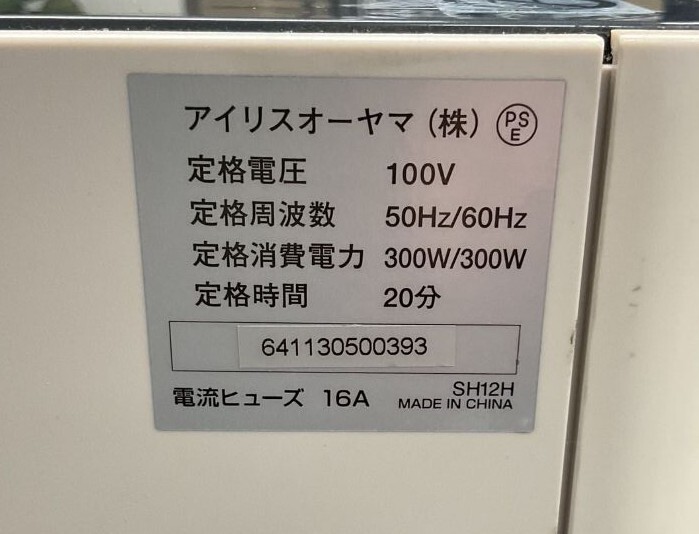 アイリスオーヤマ(株) PSE
定格電圧 100V
定格周波数 50Hz/60Hz
定格消費電力 300W/300W
定格時間 20分
641130500393
電流ヒューズ 16A SH12H
MADE IN CHINA